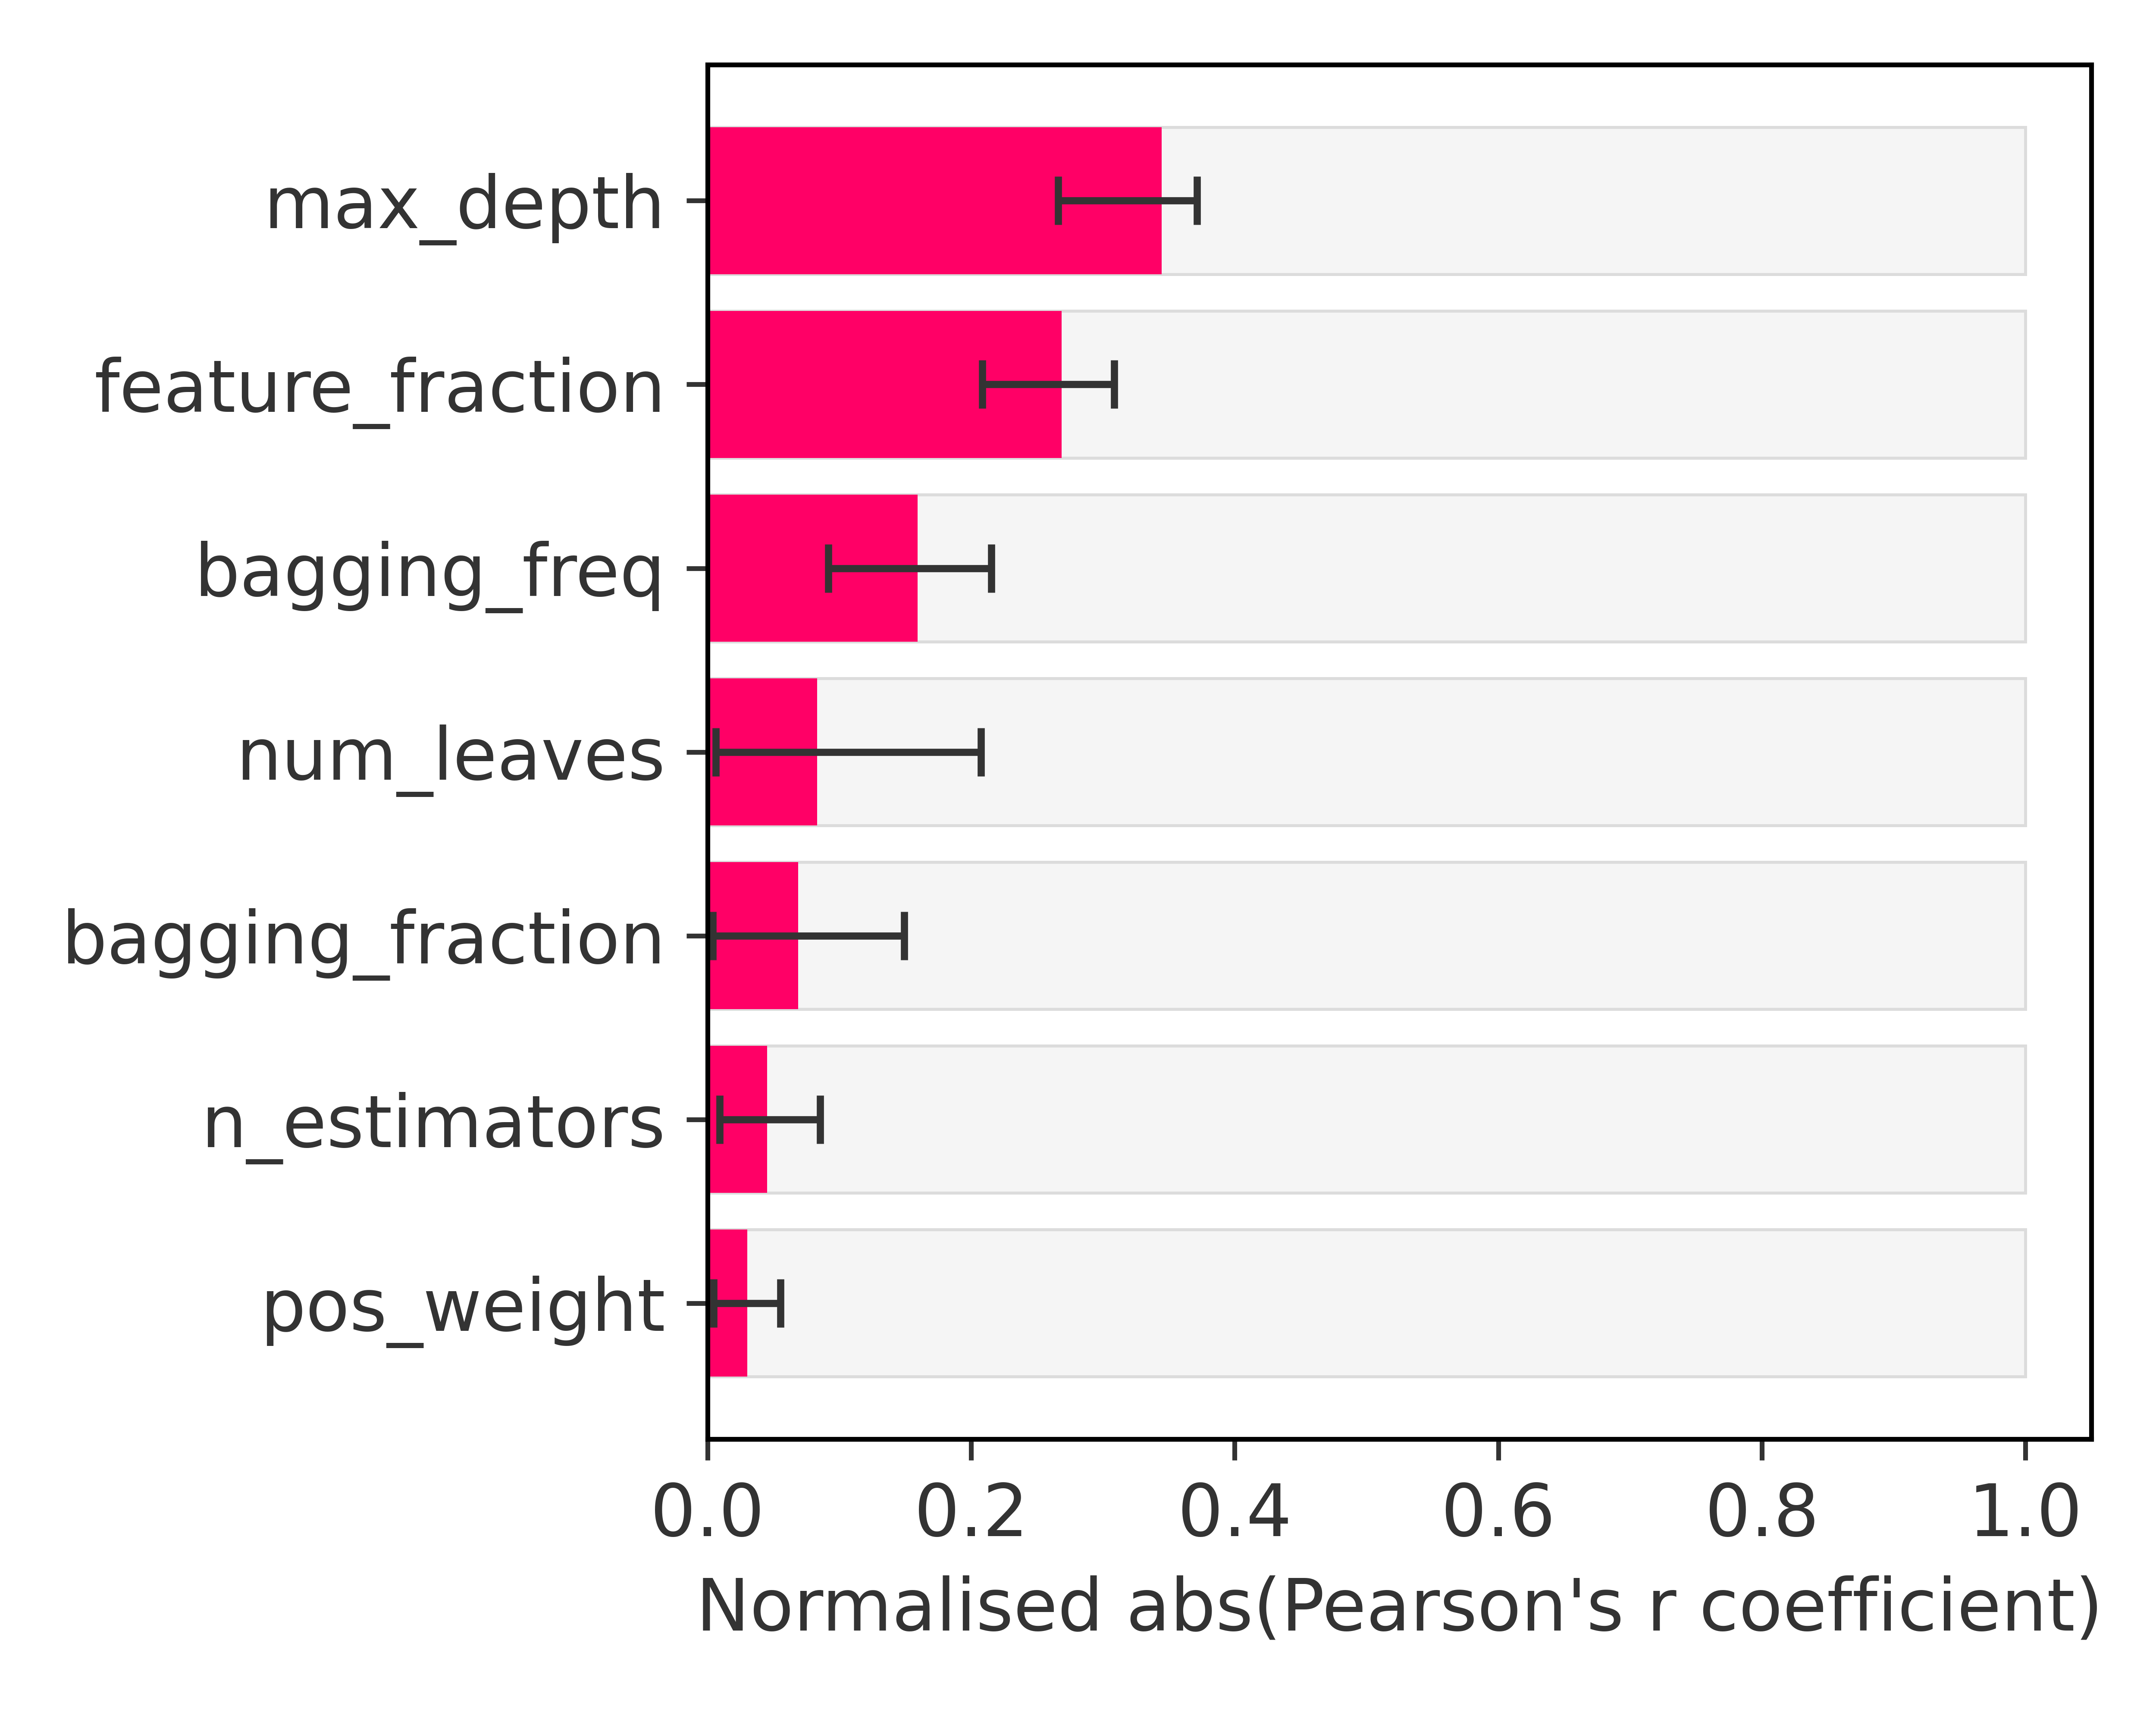 max_depth
feature_fraction
bagging_freq
num_leaves
bagging_fraction
n_estimators
pos_weight
0.0 0.2 0.4 0.6 0.8 1.0
Normalised abs(Pearson's r coefficient)